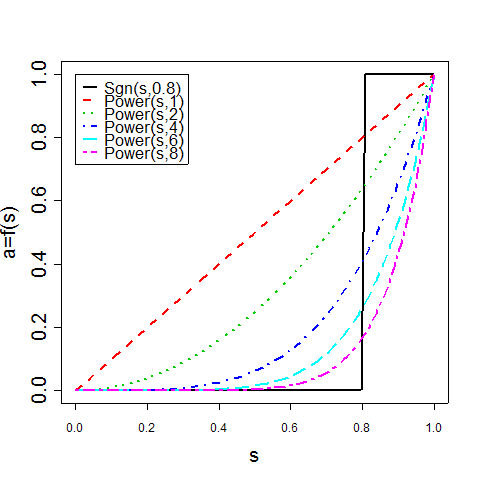 Sgn(s,0.8)
Power(s,1)
Power(s,2)
Power(s,4)
Power(s,6)
Power(s,8)
a=f(s)
1.0
0.8
0.6
0.4
0.2
0.0
0.0 0.2 0.4 0.6 0.8 1.0
s